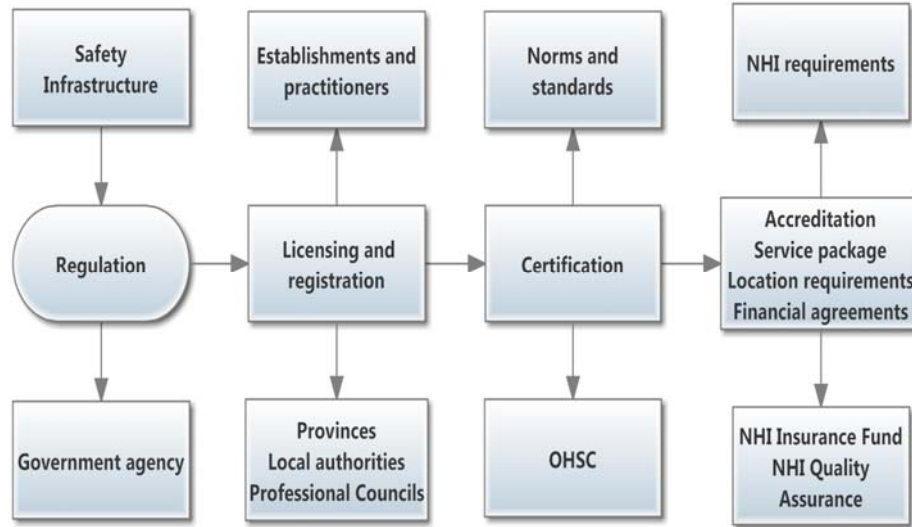 Safety
Infrastructure
Establishments and
practitioners
Norms and
standards
NHI requirements
Regulation
Licensing and
registration
Certification
Accreditation
Service package
Location requirements
Financial agreements
Government agency
Provinces
Local authorities
Professional Councils
OHSC
NHI Insurance Fund
NHI Quality
Assurance